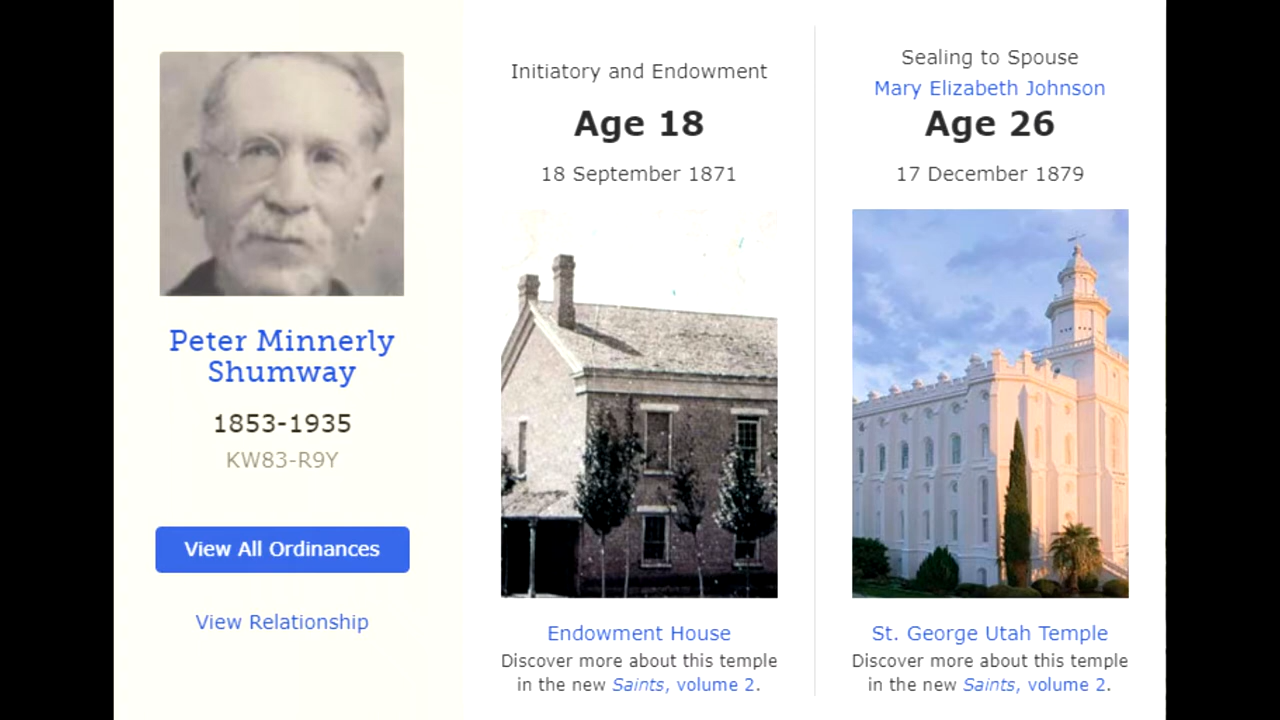 Peter Minnerly
Shumway
1853-1935
KW83-R9Y
View All Ordinances
View Relationship
Initiatory and Endowment
Age 18
18 September 1871
Endowment House
Discover more about this temple
in the new Saints, volume 2.
Sealing to Spouse
Mary Elizabeth Johnson
Age 26
17 December 1879
St. George Utah Temple
Discover more about this temple
in the new Saints, volume 2.